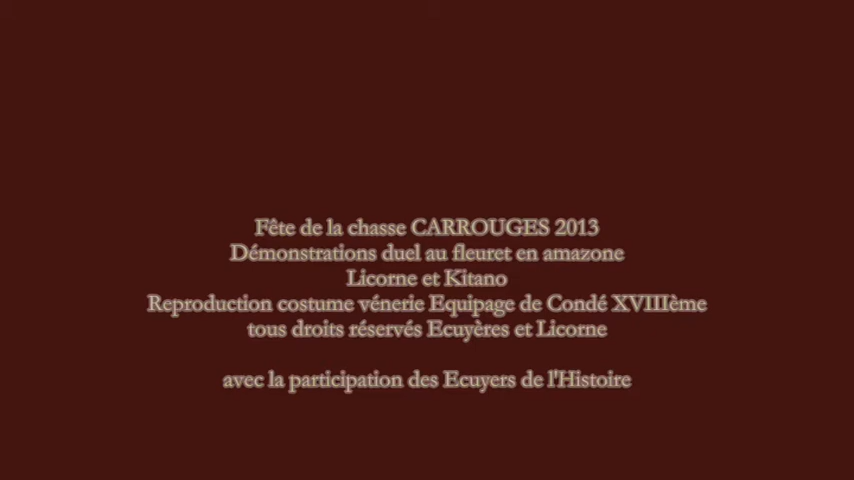 Fête de la chasse CARROUGES 2013
Démonstrations duel au fleuret en amazone
Licorne et Kitano
Reproduction costume vénerie Equipage de Condé XVIIIème
tous droits réservés Ecuyères et Licorne
avec la participation des Ecuyers de l'Histoire